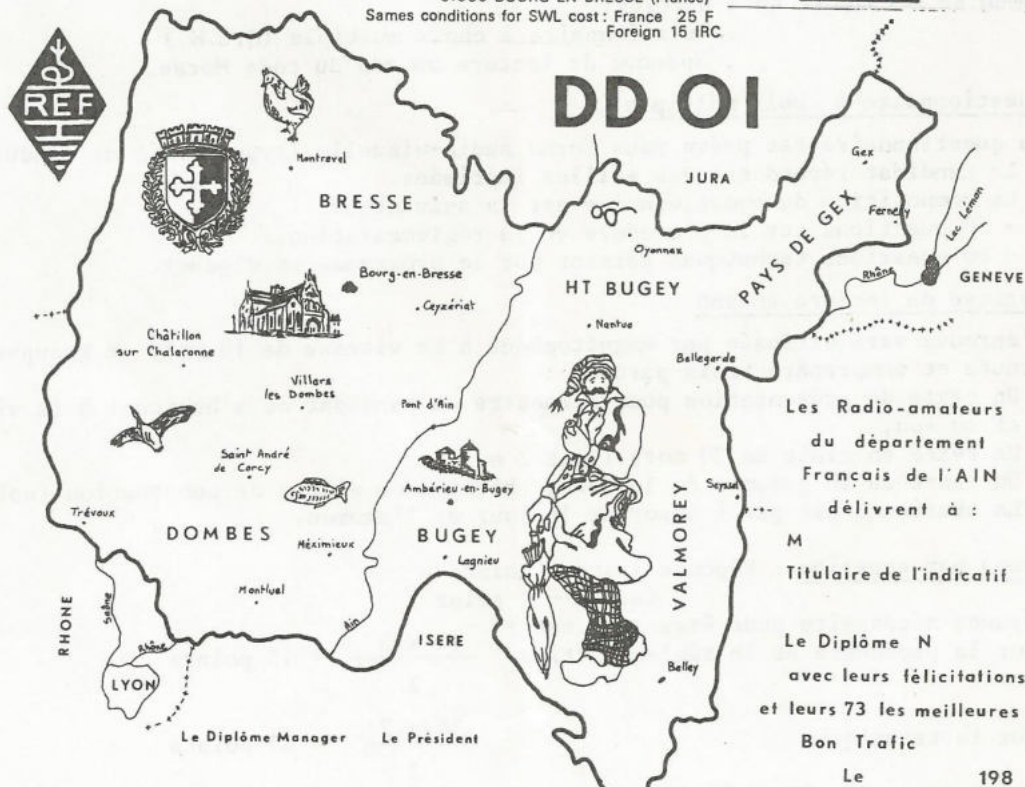 Sames conditions for SWL cost: France 25 F
Foreign 15 IRC
REF
DD OI
Montrevel
BRESSE
JURA
Gex
Ferney
Lac Léman
PAYS DE GEX
Oyonnax
Bourg-en-Bresse
Rhône
GENEVE
HT BUGEY
Ceyzériat
Nantua
Châtillon
sur Chalaronne
Bellegarde
Villars
les Dombes
Pont d'Ain
Les Radio-amateurs
du département
Français de l'AIN
délivrent à :
Saint André
de Corcy
Ambérieu-en-Bugey
Seyssel
Trévoux
DOMBES
BUGEY
Méximieux
Lagnieu
VALMOREY
M
Titulaire de l'indicatif
Montluel
Ain
ISERE
RHONE
Saône
Rhône
LYON
Belley
Le Diplôme N
avec leurs félicitations
et leurs 73 les meilleures
Bon Trafic
Le Diplôme Manager Le Président
Le 198